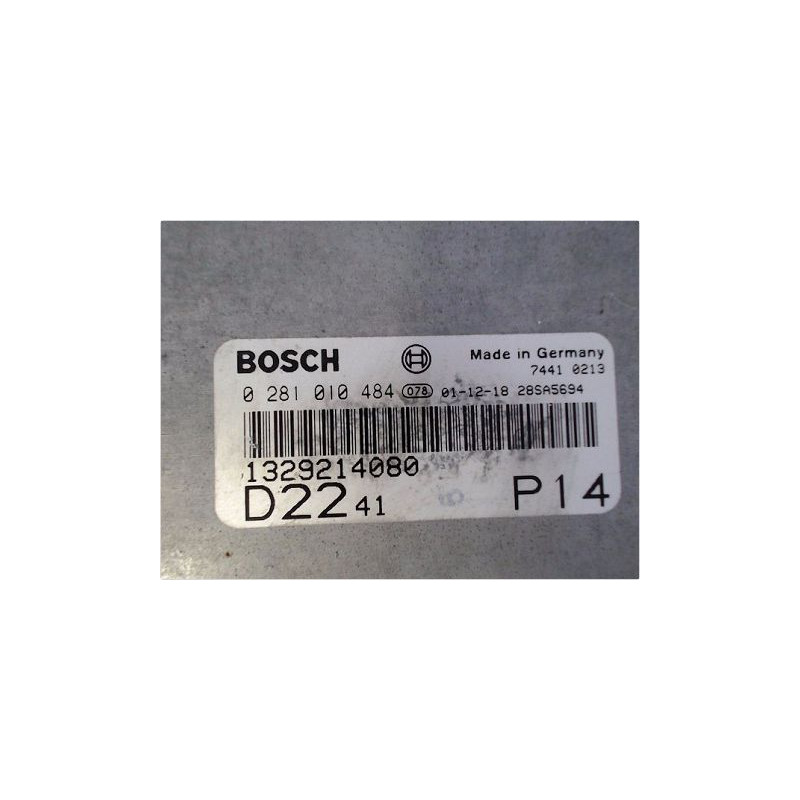 BOSCH Made in Germany
7441 0213
0 281 010 484 078 01-12-18 28SA5694
1329214080
D22 41 P14